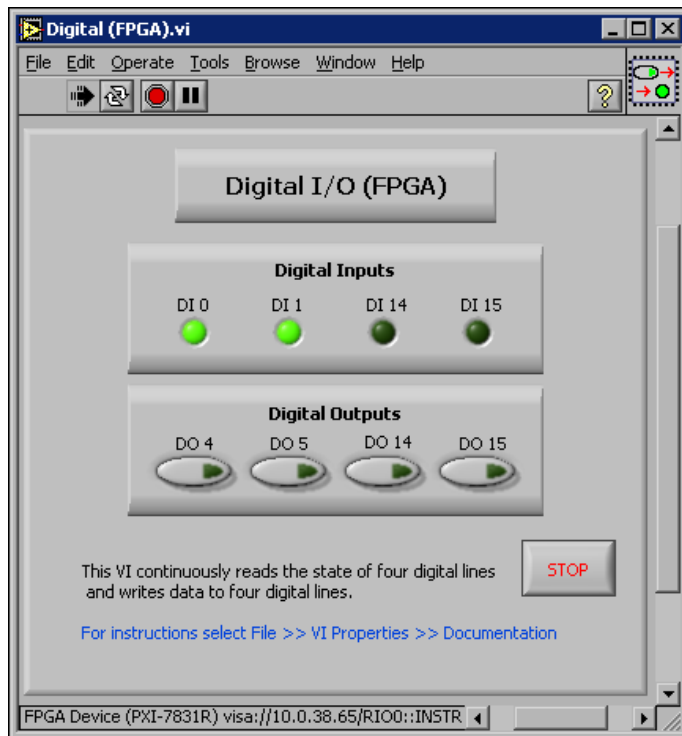 Digital (FPGA).vi
File Edit Operate Tools Browse Window Help
Digital I/O (FPGA)
Digital Inputs
DI 0 DI 1 DI 14 DI 15
Digital Outputs
DO 4 DO 5 DO 14 DO 15
This VI continuously reads the state of four digital lines
and writes data to four digital lines.
STOP
For instructions select File >> VI Properties >> Documentation
FPGA Device (PXI-7831R) visa://10.0.38.65/RIO0::INSTR